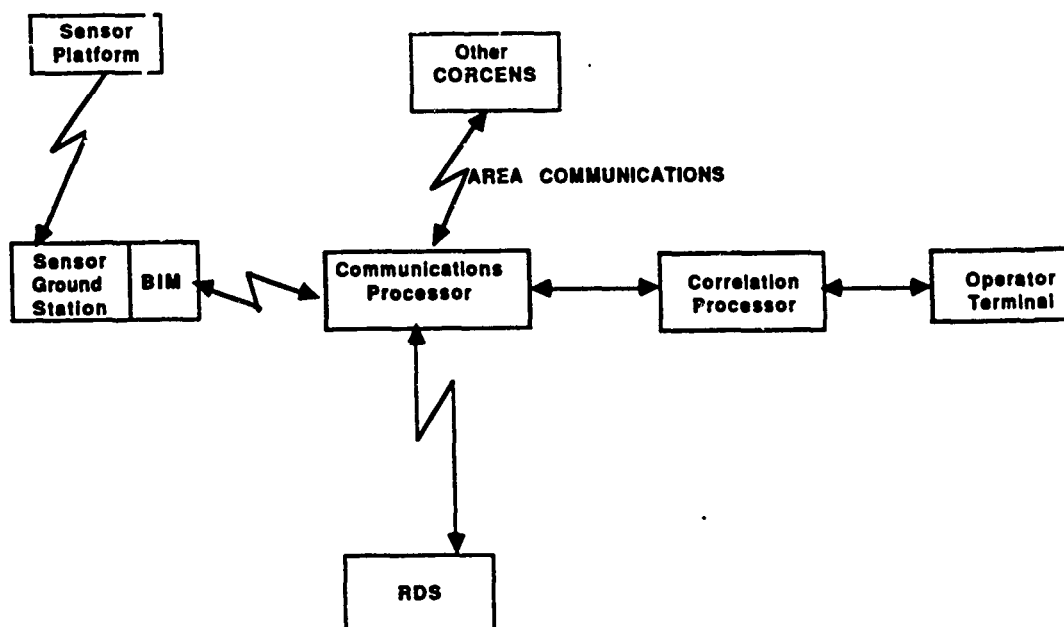 Sensor
Platform
Other
CORCENS
AREA COMMUNICATIONS
Sensor
Ground
Station
BIM
Communications
Processor
Correlation
Processor
Operator
Terminal
RDS